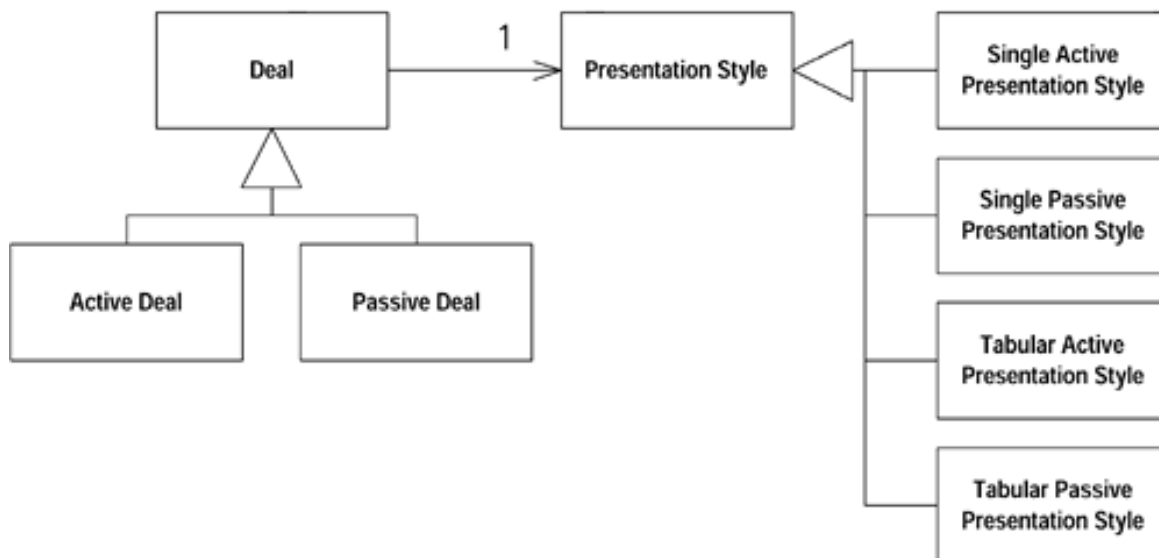 1
Deal
Presentation Style
Single Active
Presentation Style
Single Passive
Presentation Style
Active Deal
Passive Deal
Tabular Active
Presentation Style
Tabular Passive
Presentation Style